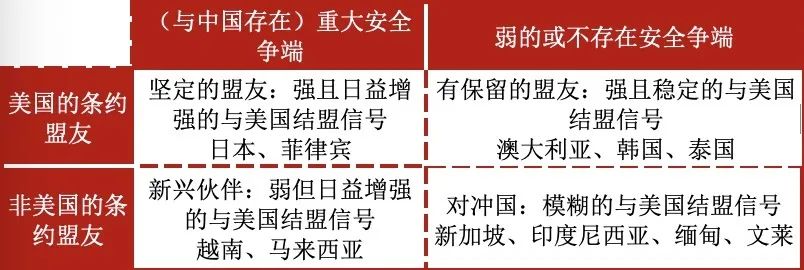 （与中国存在）重大安全
争端
弱的或不存在安全争端
美国的条约
盟友
坚定的盟友：强且日益增
强的与美国结盟信号
日本、菲律宾
有保留的盟友：强且稳定的与美国
结盟信号
澳大利亚、韩国、泰国
非美国的条
约盟友
新兴伙伴：弱但日益增强
的与美国结盟信号
越南、马来西亚
对冲国：模糊的与美国结盟信号
新加坡、印度尼西亚、缅甸、文莱